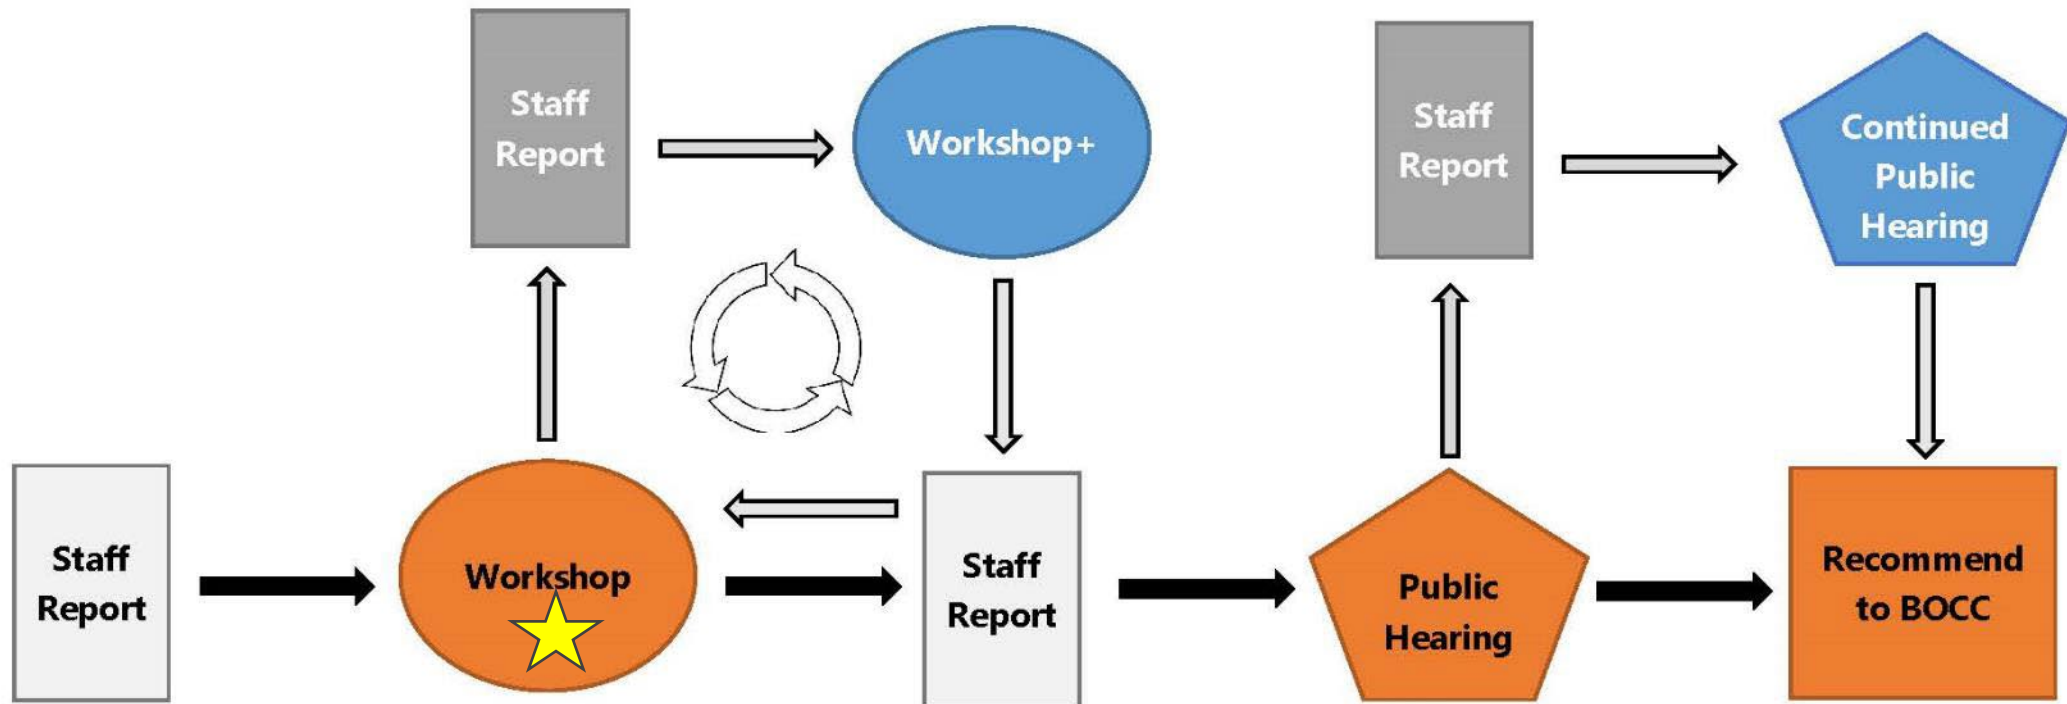 Staff
Report
Workshop+
Staff
Report
Continued
Public
Hearing
Staff
Report
Workshop
Staff
Report
Public
Hearing
Recommend
to BOCC